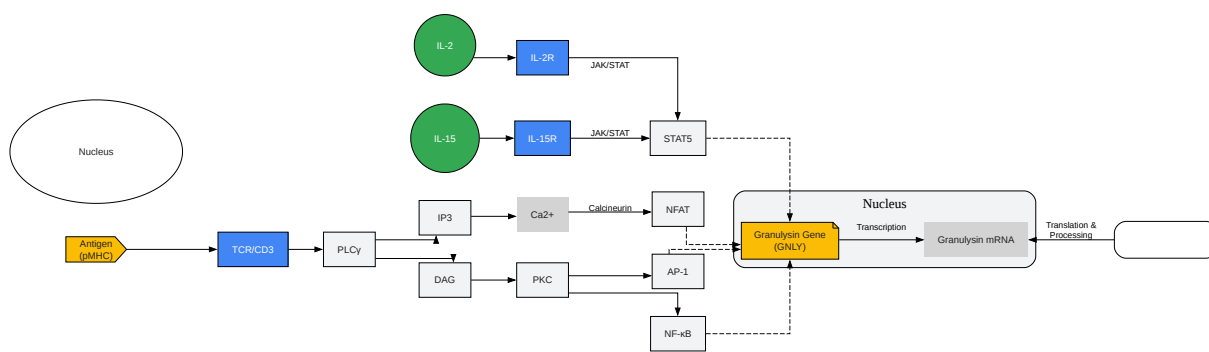 IL-2
IL-2R
JAK/STAT
IL-15
IL-15R
JAK/STAT
STAT5
Nucleus
IP3
Ca2+
Calcineurin
NFAT
Nucleus
Antigen
(pMHC)
TCR/CD3
PLCγ
Granulysin Gene
(GNLY)
Transcription
Granulysin mRNA
Translation &
Processing
DAG
PKC
AP-1
NF-κB